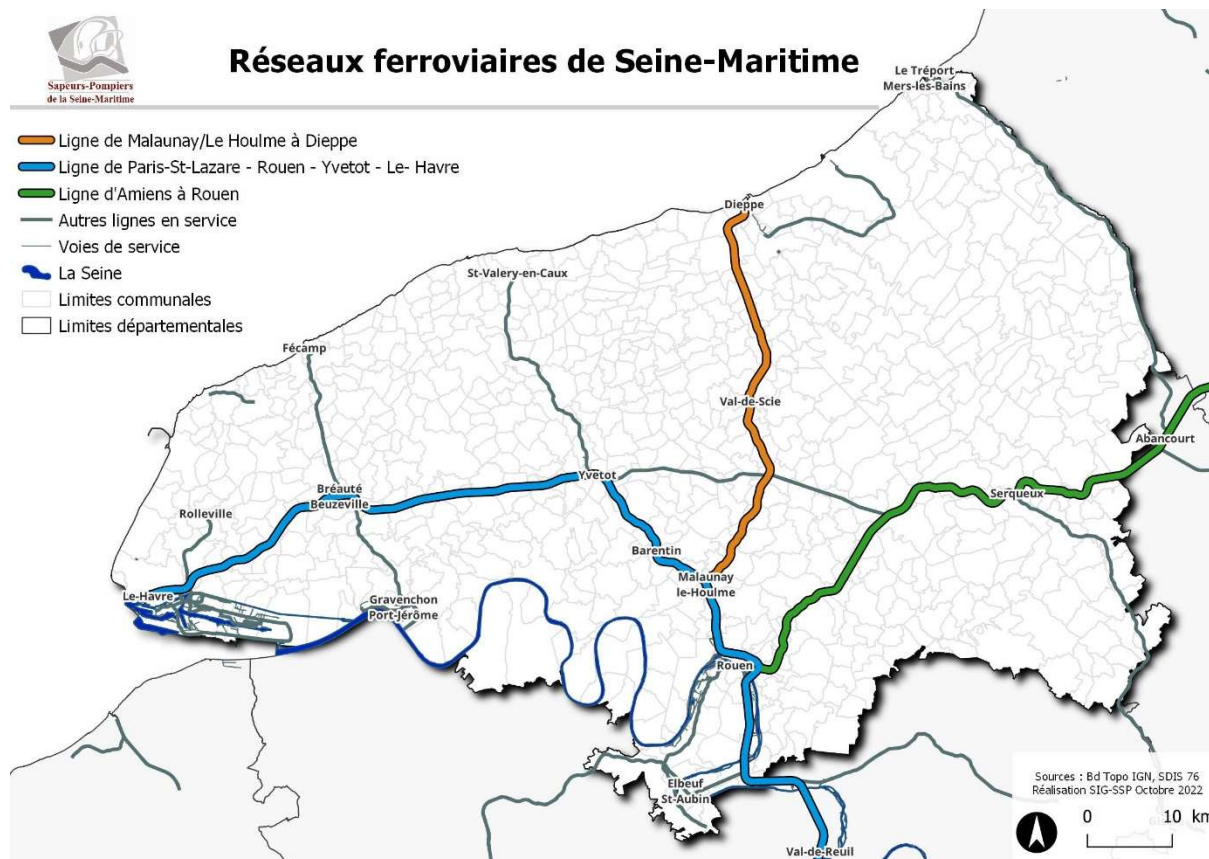 Réseaux ferroviaires de Seine-Maritime
Sapeurs-Pompiers
de la Seine-Maritime
Ligne de Malaunay/Le Houlme à Dieppe
Ligne de Paris-St-Lazare - Rouen - Yvetot - Le- Havre
Ligne d'Amiens à Rouen
Autres lignes en service
Voies de service
La Seine
Limites communales
Limites départementales
Le Tréport
Mers-les-Bains
Dieppe
St-Valery-en-Caux
Fécamp
Val-de-Scie
Abancourt
Yvetot
Serqueux
Bréauté
Beuzeville
Rolleville
Barentin
Malaunay
le-Houlme
Le-Havre
Gravenchon
Port-Jérôme
Rouen
Elbeuf
St-Aubin
Val-de-Reuil
Sources : Bd Topo IGN, SDIS 76
Réalisation SIG-SSP Octobre 2022
0 10 km